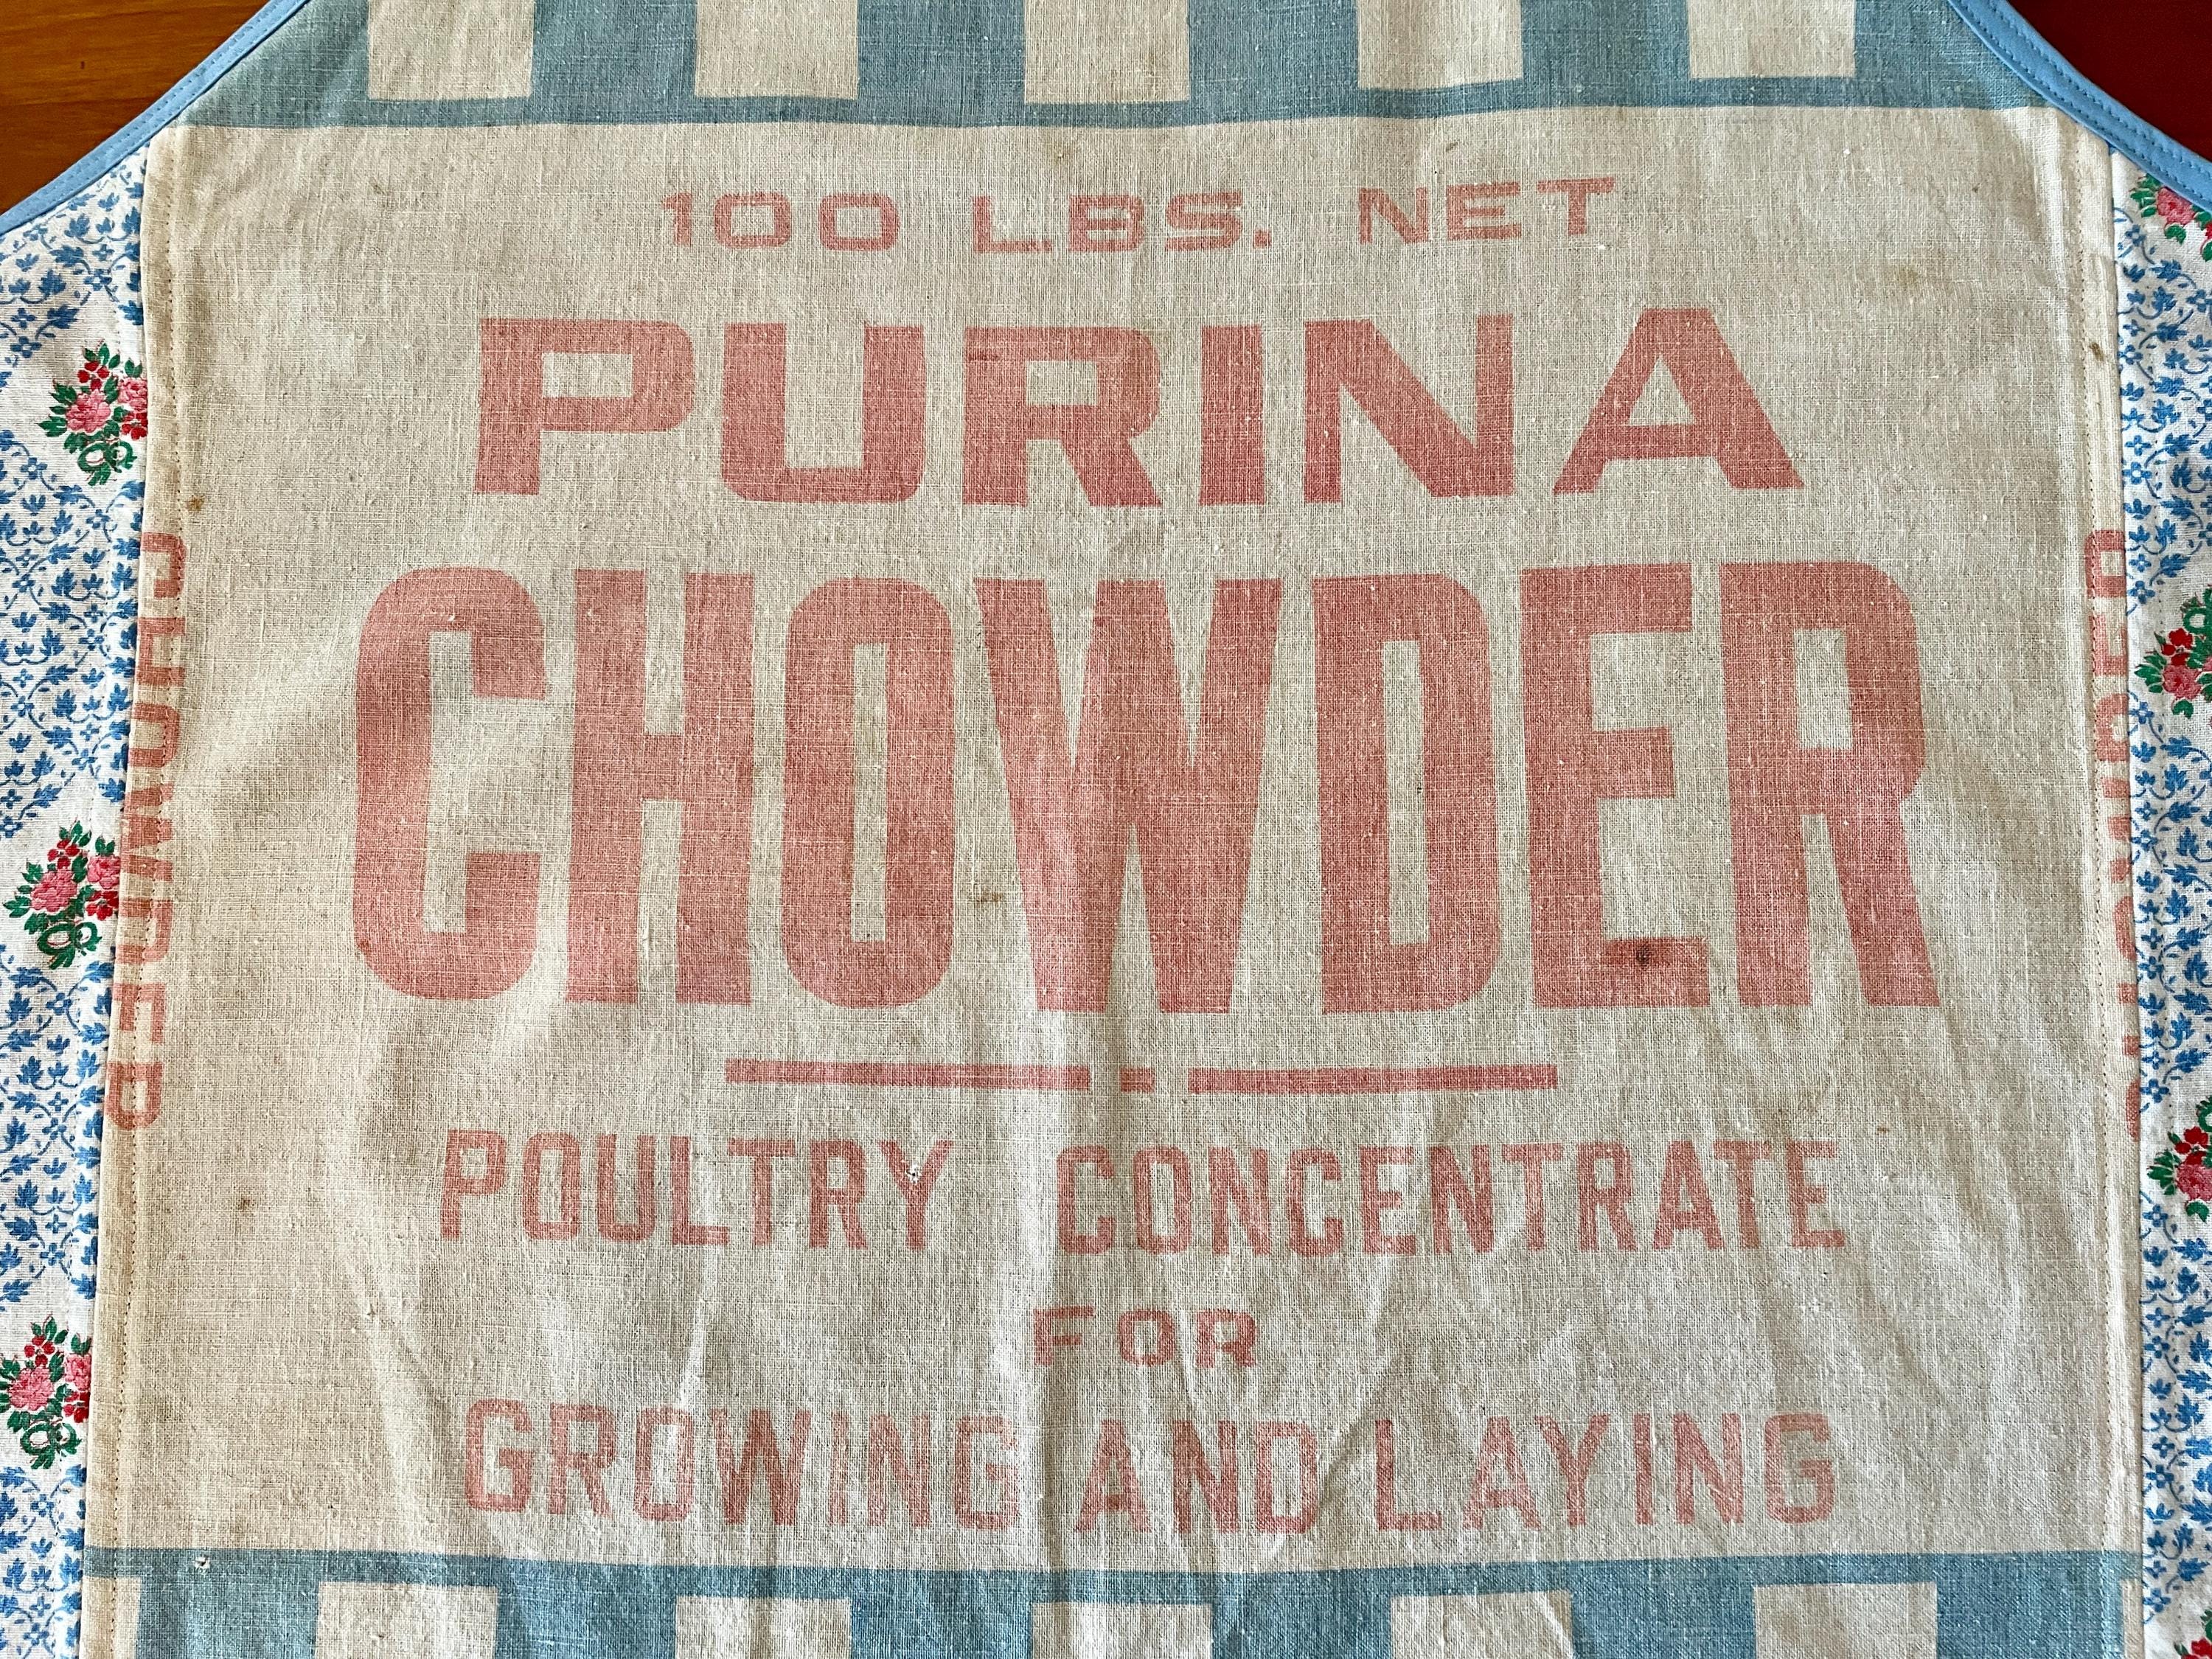 100 LBS. NET
PURINA
CHOWDER
POULTRY CONCENTRATE
FOR
GROWING AND LAYING
CHOWDER